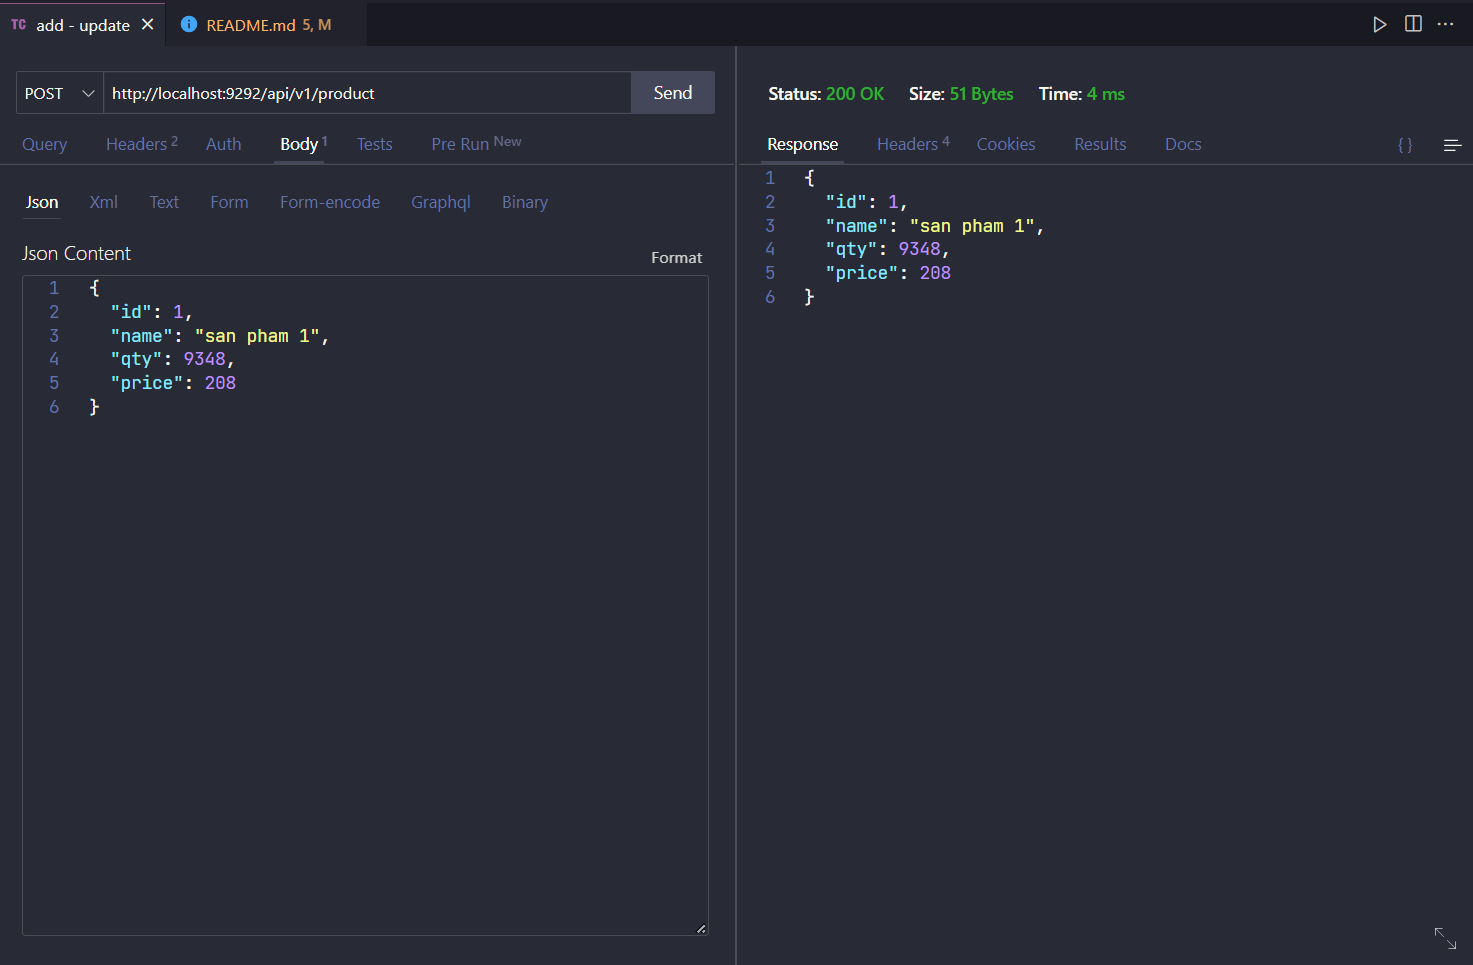 TC add - update README.md 5, M
POST http://localhost:9292/api/v1/product Send
Query Headers 2 Auth Body 1 Tests Pre Run New
Json Xml Text Form Form-encode Graphql Binary
Json Content
Format
1 {
2 "id": 1,
3 "name": "san pham 1",
4 "qty": 9348,
5 "price": 208
6 }
Status: 200 OK Size: 51 Bytes Time: 4 ms
Response Headers 4 Cookies Results Docs { }
1 {
2 "id": 1,
3 "name": "san pham 1",
4 "qty": 9348,
5 "price": 208
6 }